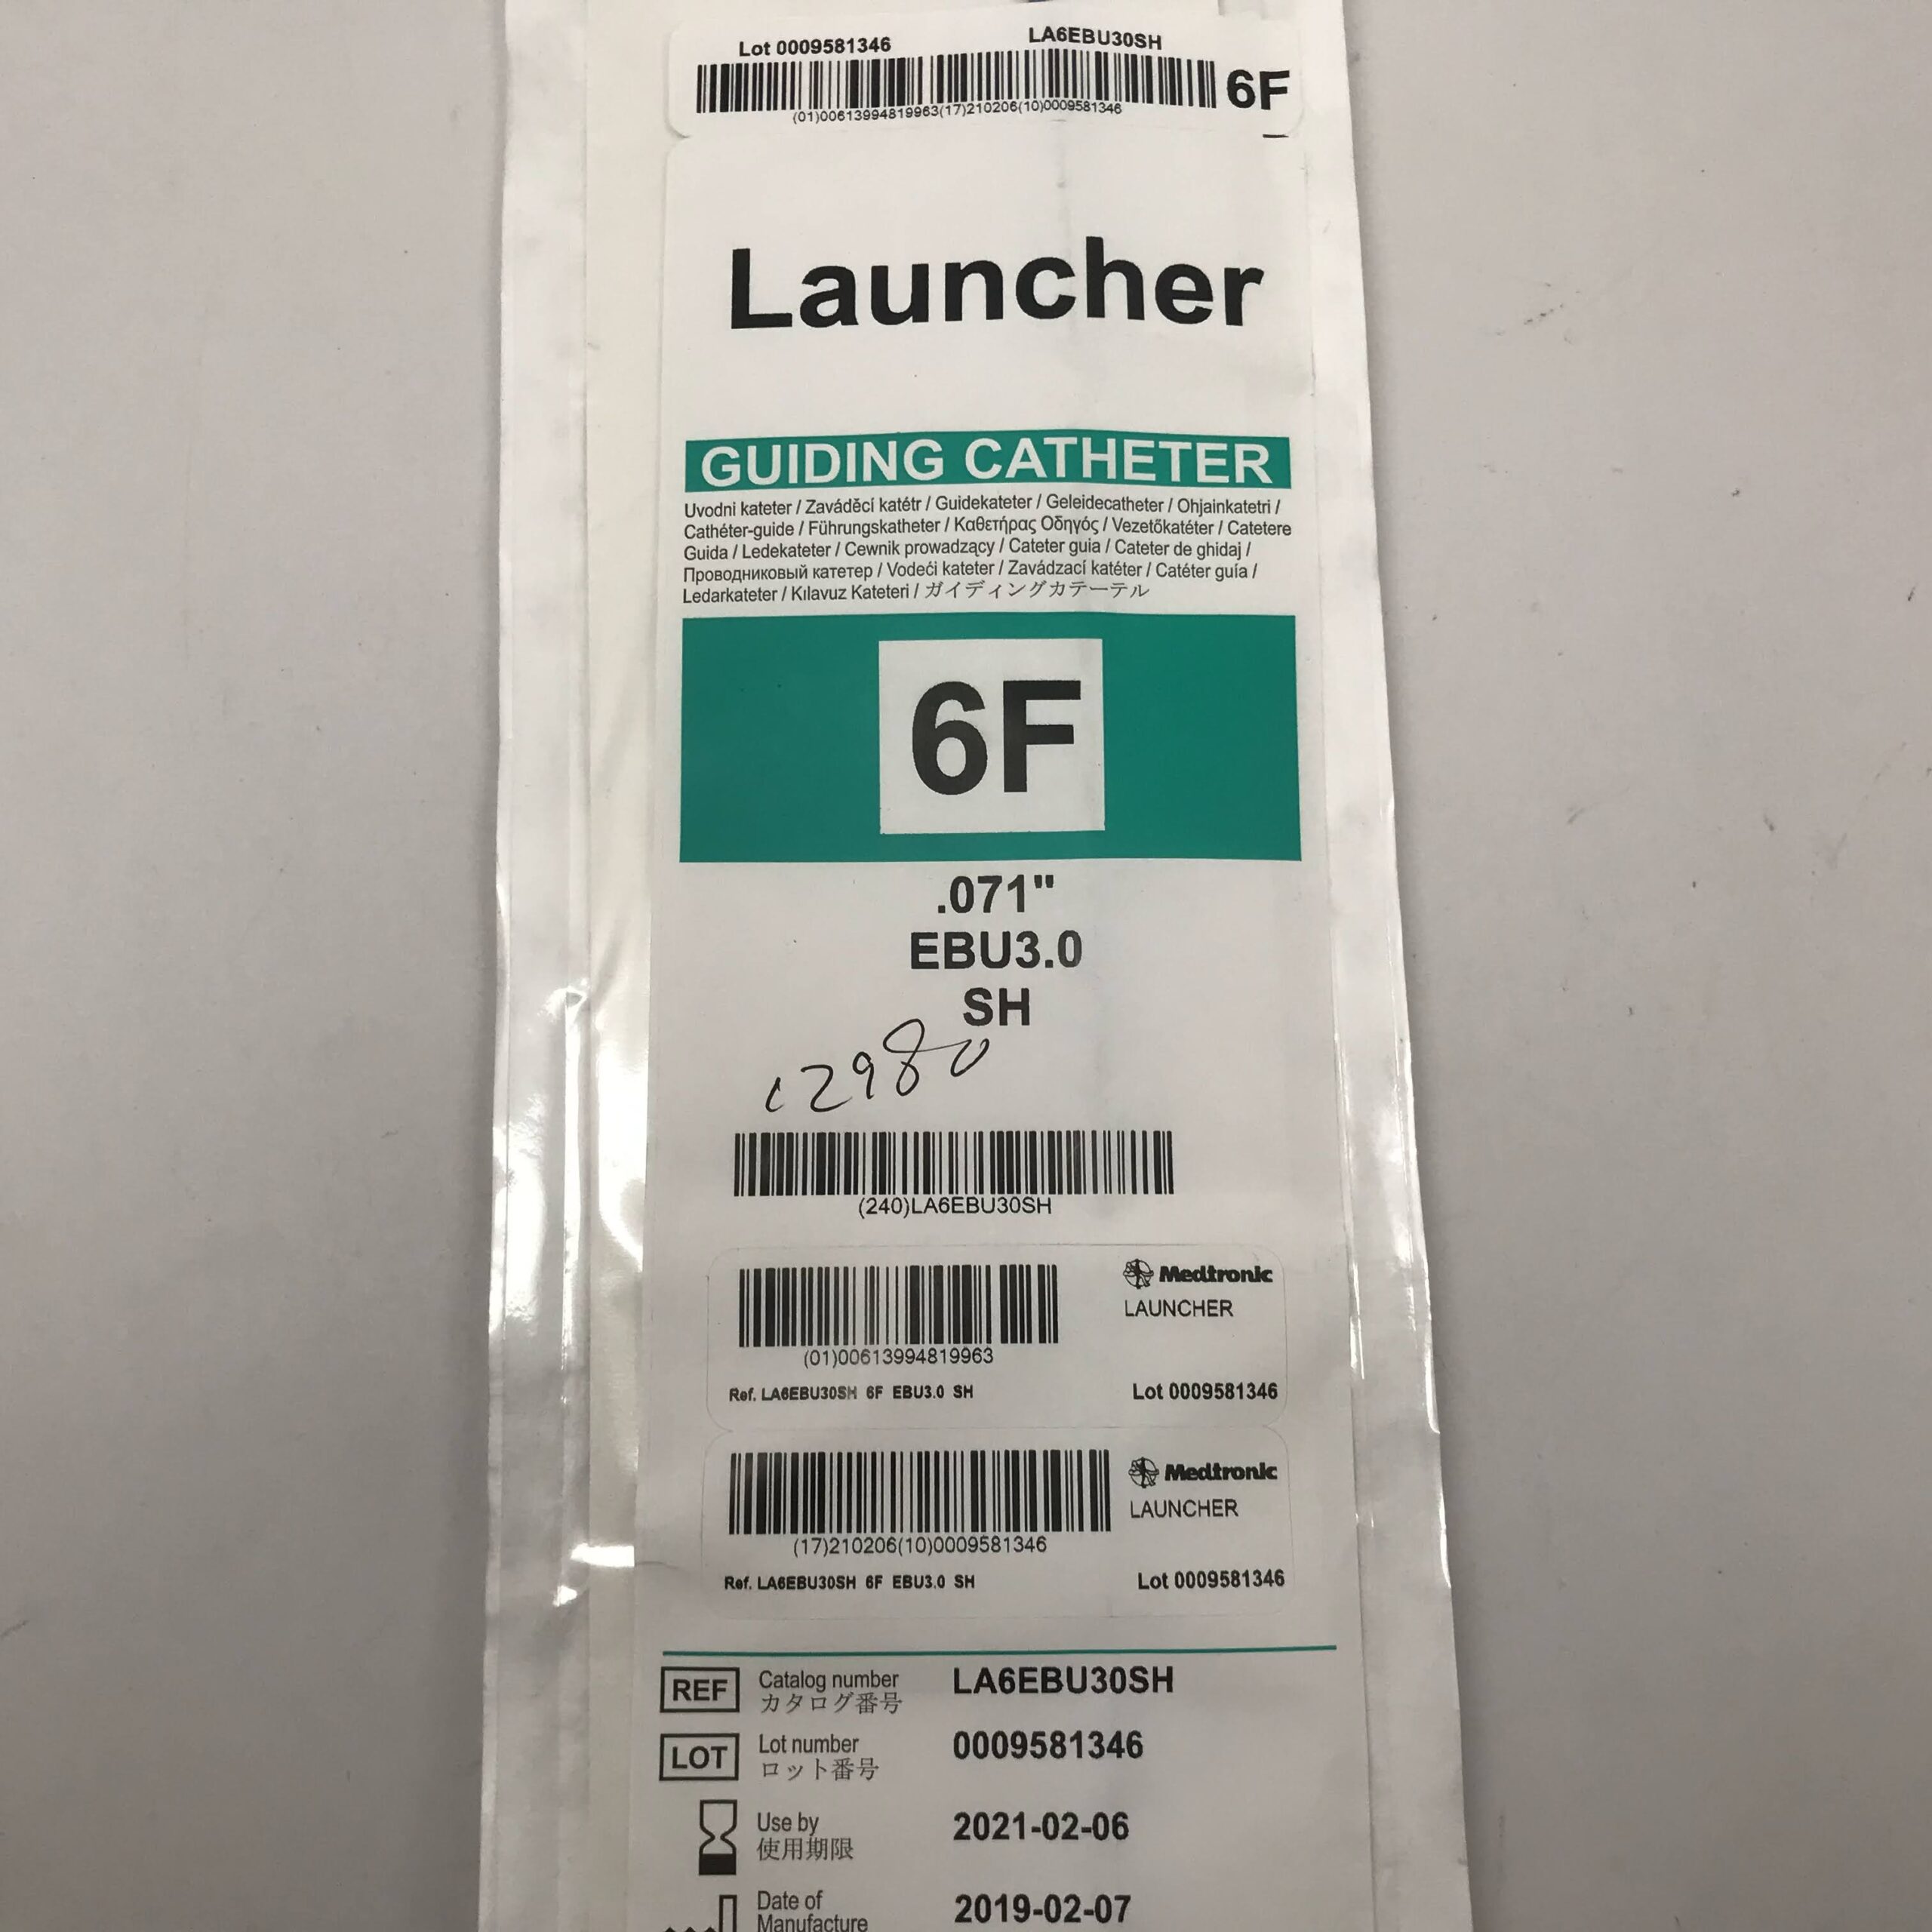 Lot 0009581346 LA6EBU30SH
6F
(01)00613994819963(17)210206(10)0009581346
Launcher
GUIDING CATHETER
Uvodni kateter / Zaváděcí katétr / Guidekateter / Geleidecatheter / Ohjainkatetri /
Cathéter-guide / Führungskatheter / Καθετήρας Οδηγός / Vezetőkatéter / Catetere
Guida / Ledekateter / Cewnik prowadzący / Cateter guia / Cateter de ghidaj /
Проводниковый катетер / Vodeći kateter / Zavádzací katéter / Catéter guía /
Ledarkateter / Kılavuz Kateteri / ガイディングカテーテル
6F
.071"
EBU3.0
SH
(240)LA6EBU30SH
Medtronic
LAUNCHER
(01)00613994819963
Ref. LA6EBU30SH 6F EBU3.0 SH Lot 0009581346
Medtronic
LAUNCHER
(17)210206(10)0009581346
Ref. LA6EBU30SH 6F EBU3.0 SH Lot 0009581346
REF Catalog number LA6EBU30SH
カタログ番号
LOT Lot number 0009581346
ロット番号
Use by 2021-02-06
使用期限
Date of 2019-02-07
Manufacture